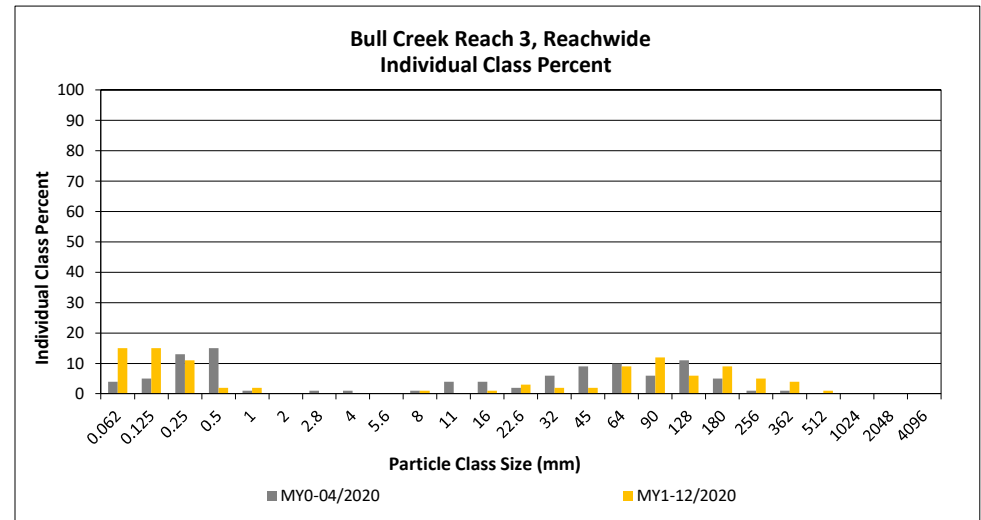 Bull Creek Reach 3, Reachwide
Individual Class Percent
Individual Class Percent
100
90
80
70
60
50
40
30
20
10
0
0.062 0.125 0.25 0.5 1 2 2.8 4 5.6 8 11 16 22.6 32 45 64 90 128 180 256 362 512 1024 2048 4096
Particle Class Size (mm)
MY0-04/2020 MY1-12/2020